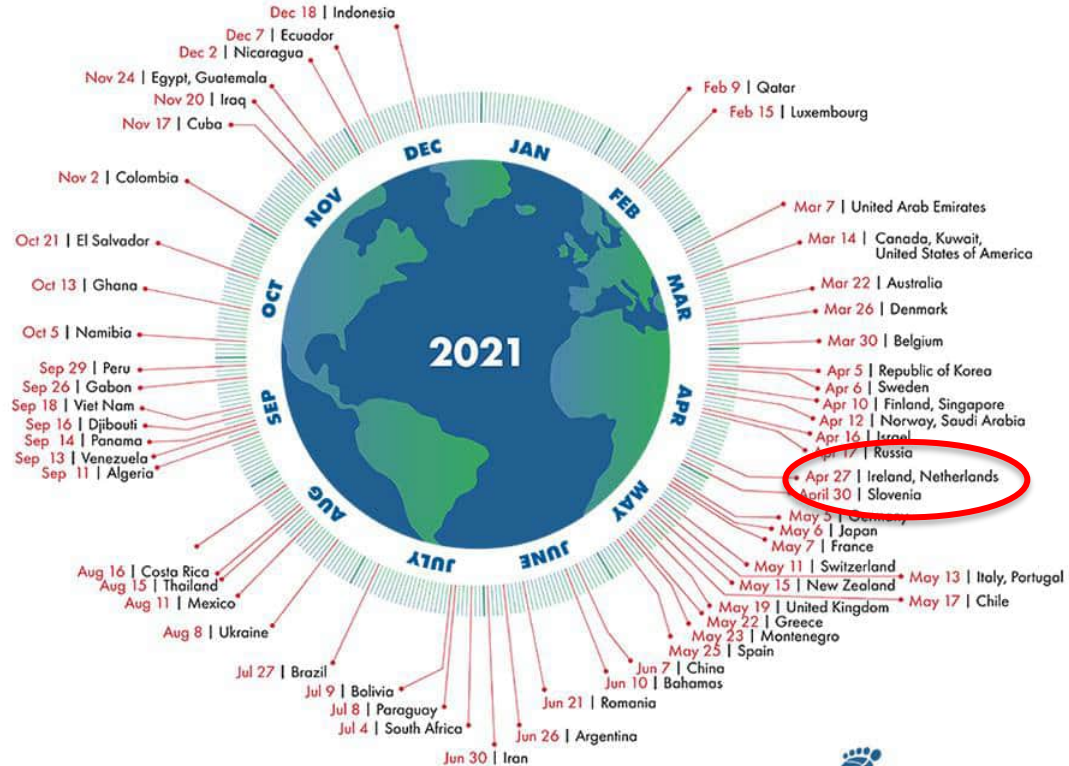 Dec 18 | Indonesia
Dec 7 | Ecuador
Dec 2 | Nicaragua
Nov 24 | Egypt, Guatemala
Nov 20 | Iraq
Nov 17 | Cuba
Nov 2 | Colombia
Oct 21 | El Salvador
Oct 13 | Ghana
Oct 5 | Namibia
Sep 29 | Peru
Sep 26 | Gabon
Sep 18 | Viet Nam
Sep 16 | Djibouti
Sep 14 | Panama
Sep 13 | Venezuela
Sep 11 | Algeria
Aug 16 | Costa Rica
Aug 15 | Thailand
Aug 11 | Mexico
Aug 8 | Ukraine
Jul 27 | Brazil
Jul 9 | Bolivia
Jul 8 | Paraguay
Jul 4 | South Africa
Jun 30 | Iran
JAN
FEB
MAR
APR
MAY
JUNE
JULY
AUG
SEP
OCT
NOV
DEC
2021
Feb 9 | Qatar
Feb 15 | Luxembourg
Mar 7 | United Arab Emirates
Mar 14 | Canada, Kuwait,
United States of America
Mar 22 | Australia
Mar 26 | Denmark
Mar 30 | Belgium
Apr 5 | Republic of Korea
Apr 6 | Sweden
Apr 10 | Finland, Singapore
Apr 12 | Norway, Saudi Arabia
Apr 16 | Israel
Apr 17 | Russia
Apr 27 | Ireland, Netherlands
April 30 | Slovenia
May 5 | Germany
May 6 | Japan
May 7 | France
May 11 | Switzerland
May 13 | Italy, Portugal
May 15 | New Zealand
May 17 | Chile
May 19 | United Kingdom
May 22 | Greece
May 23 | Montenegro
May 25 | Spain
Jun 7 | China
Jun 10 | Bahamas
Jun 21 | Romania
Jun 26 | Argentina